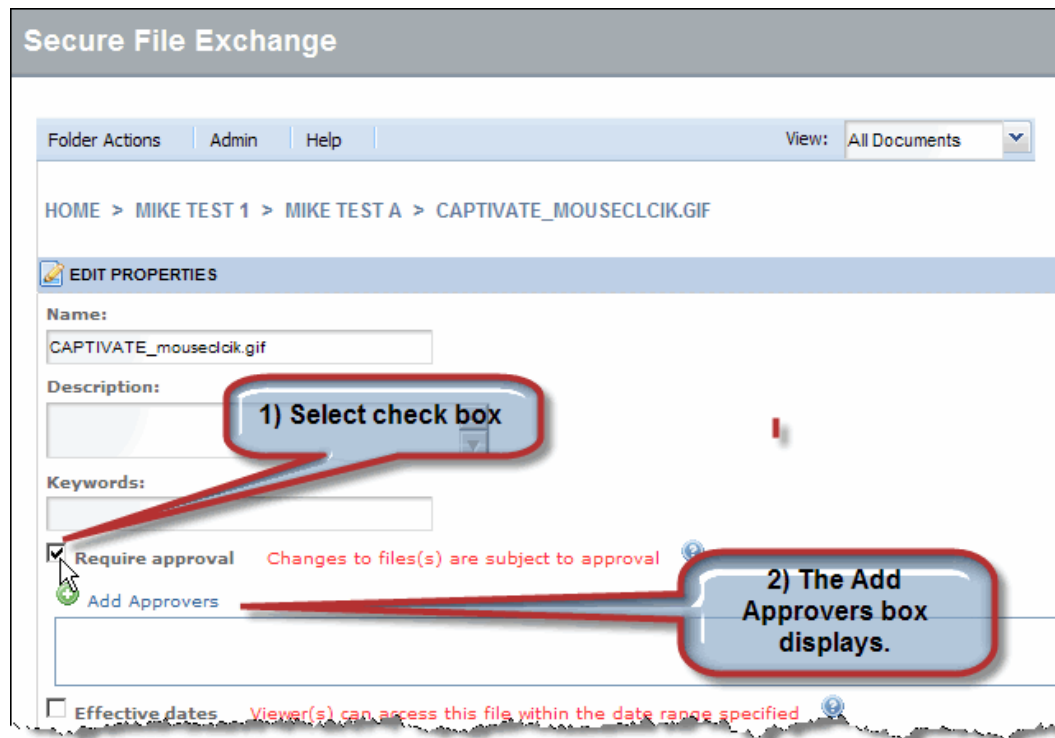 Secure File Exchange
Folder Actions Admin Help View: All Documents
HOME > MIKE TEST 1 > MIKE TEST A > CAPTIVATE_MOUSECLCIK.GIF
EDIT PROPERTIES
Name:
CAPTIVATE_mouseclcik.gif
Description:
1) Select check box
Keywords:
Require approval Changes to files(s) are subject to approval
Add Approvers
2) The Add
Approvers box
displays.
Effective dates Viewer(s) can access this file within the date range specified